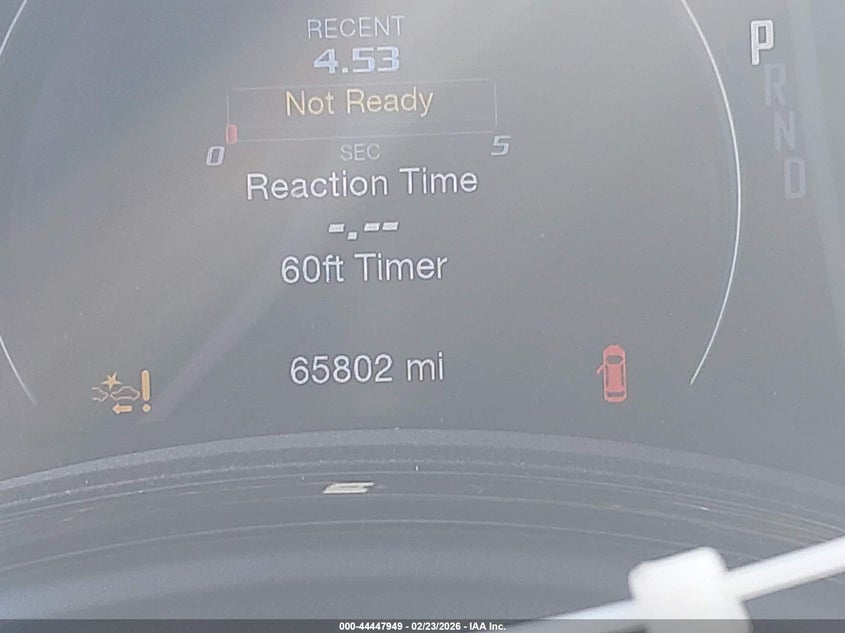 RECENT
4.53
Not Ready
0 SEC 5
Reaction Time
-.--
60ft Timer
65802 mi
P
R
N
D
000-44447949 - 02/23/2026 - IAA Inc.